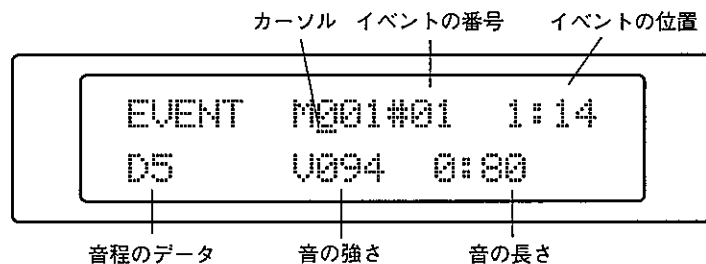 カーソル イベントの番号 イベントの位置
EVENT M001#01 1:14
D5 V094 0:80
音程のデータ 音の強さ 音の長さ